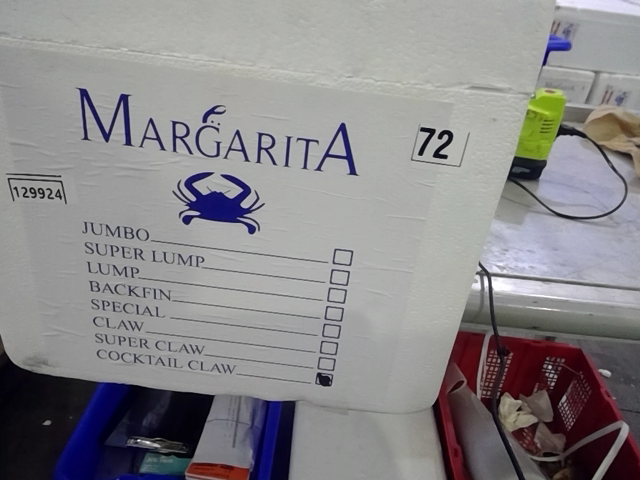 MARGARITA
72
129924
JUMBO
SUPER LUMP
LUMP
BACKFIN
SPECIAL
CLAW
SUPER CLAW
COCKTAIL CLAW